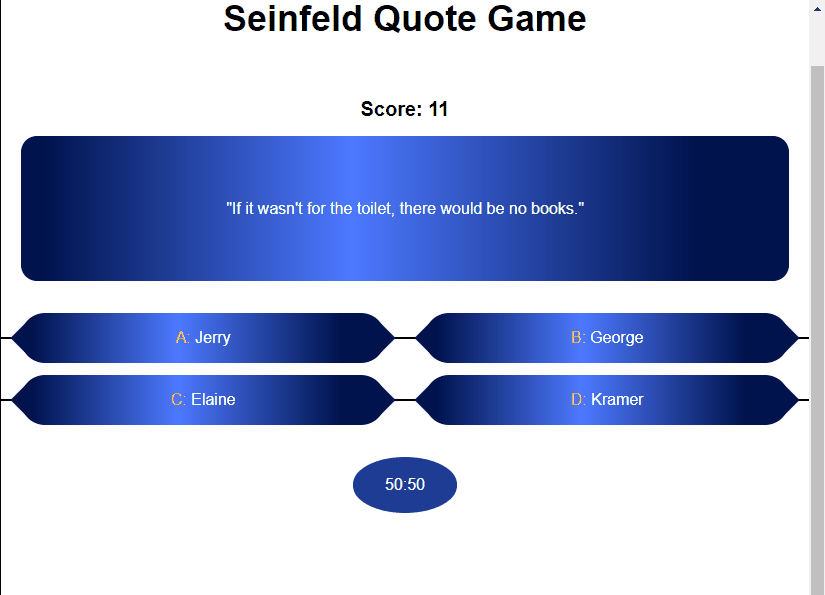 Seinfeld Quote Game
Score: 11
"If it wasn't for the toilet, there would be no books."
A: Jerry
B: George
C: Elaine
D: Kramer
50:50